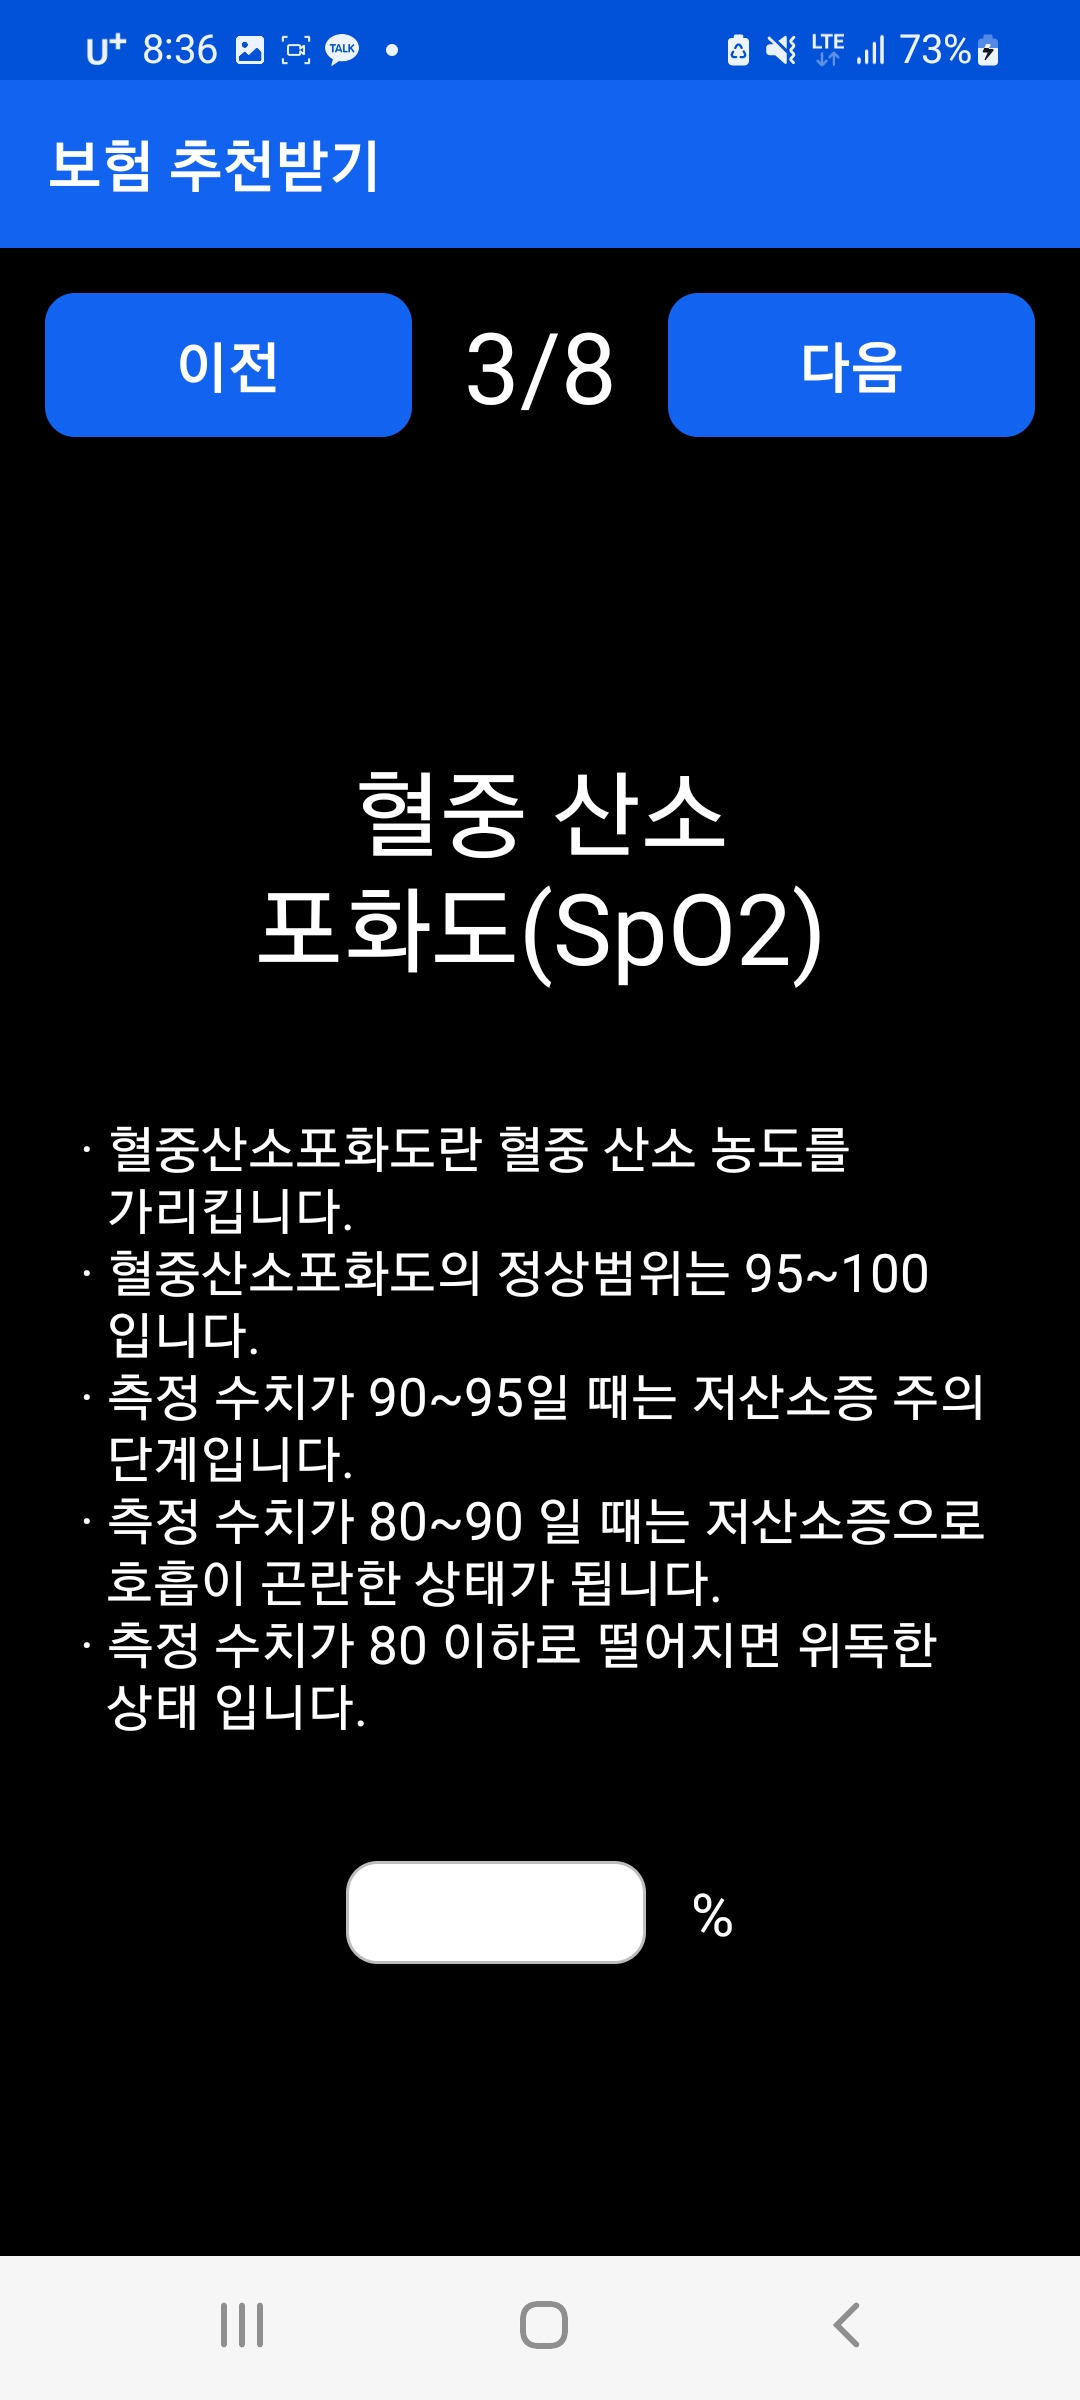 U+ 8:36 TALK LTE 73%
보험 추천받기
이전 3/8 다음
혈중 산소
포화도(SpO2)
· 혈중산소포화도란 혈중 산소 농도를
가리킵니다.
· 혈중산소포화도의 정상범위는 95~100
입니다.
· 측정 수치가 90~95일 때는 저산소증 주의
단계입니다.
· 측정 수치가 80~90 일 때는 저산소증으로
호흡이 곤란한 상태가 됩니다.
· 측정 수치가 80 이하로 떨어지면 위독한
상태 입니다.
%